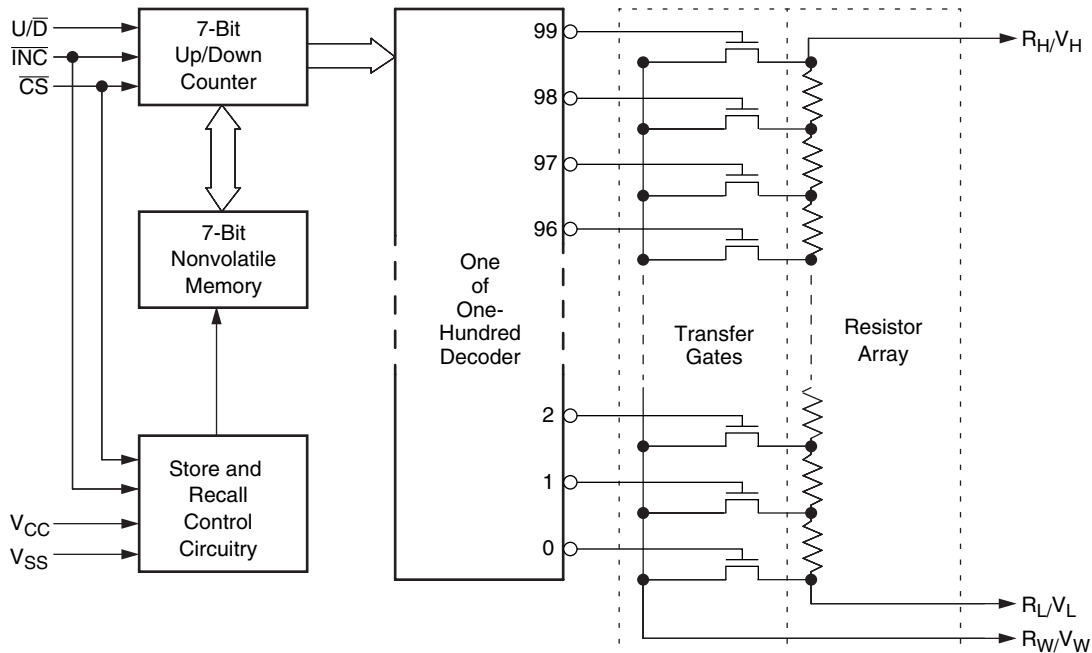 U/D̅
I̅N̅C̅
C̅S̅
7-Bit
Up/Down
Counter
7-Bit
Nonvolatile
Memory
Store and
Recall
Control
Circuitry
VCC
VSS
One
of
One-
Hundred
Decoder
99
98
97
96
2
1
0
Transfer
Gates
Resistor
Array
RH/VH
RL/VL
RW/VW